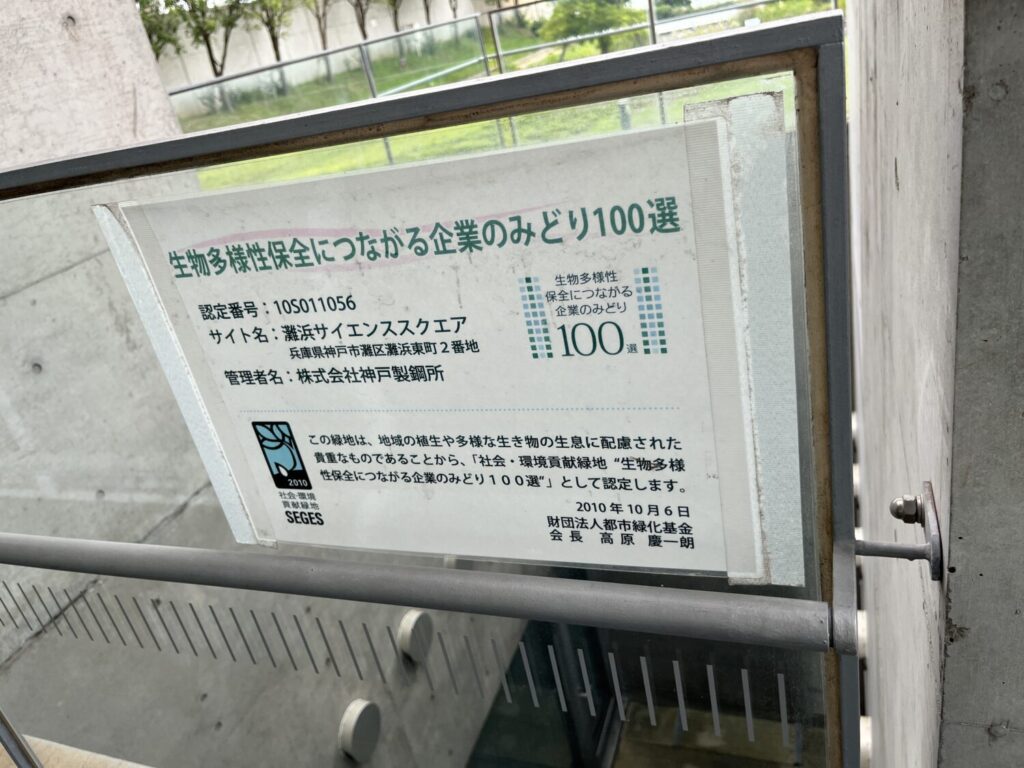 生物多様性保全につながる企業のみどり100選
認定番号：10S011056
サイト名：灘浜サイエンススクエア
兵庫県神戸市灘区灘浜東町２番地
管理者名：株式会社神戸製鋼所
生物多様性
保全につながる
企業のみどり
100選
この緑地は、地域の植生や多様な生き物の生息に配慮された
貴重なものであることから、「社会・環境貢献緑地 “生物多様
性保全につながる企業のみどり１００選”」として認定します。
2010
社会・環境
貢献緑地
SEGES
2010 年 10 月 6 日
財団法人都市緑化基金
会 長　高 原　慶 一 朗